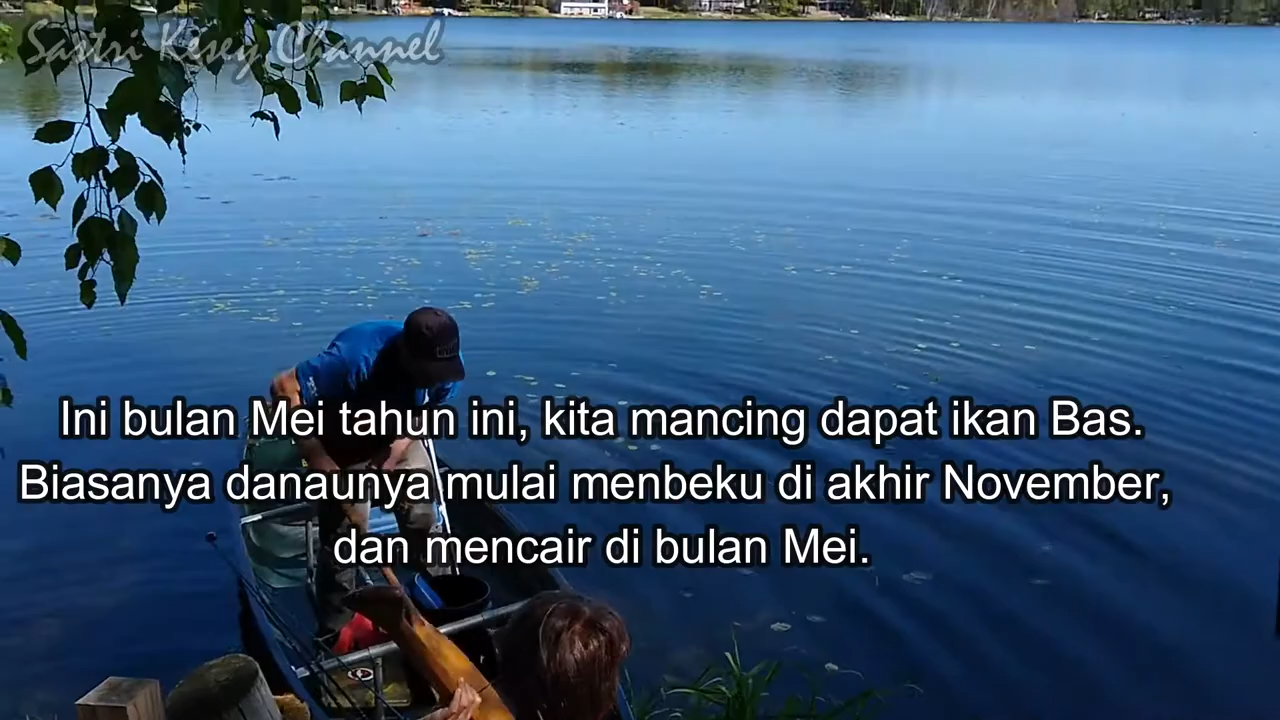 Sastri Kesey Channel
Ini bulan Mei tahun ini, kita mancing dapat ikan Bas.
Biasanya danaunya mulai menbeku di akhir November,
dan mencair di bulan Mei.